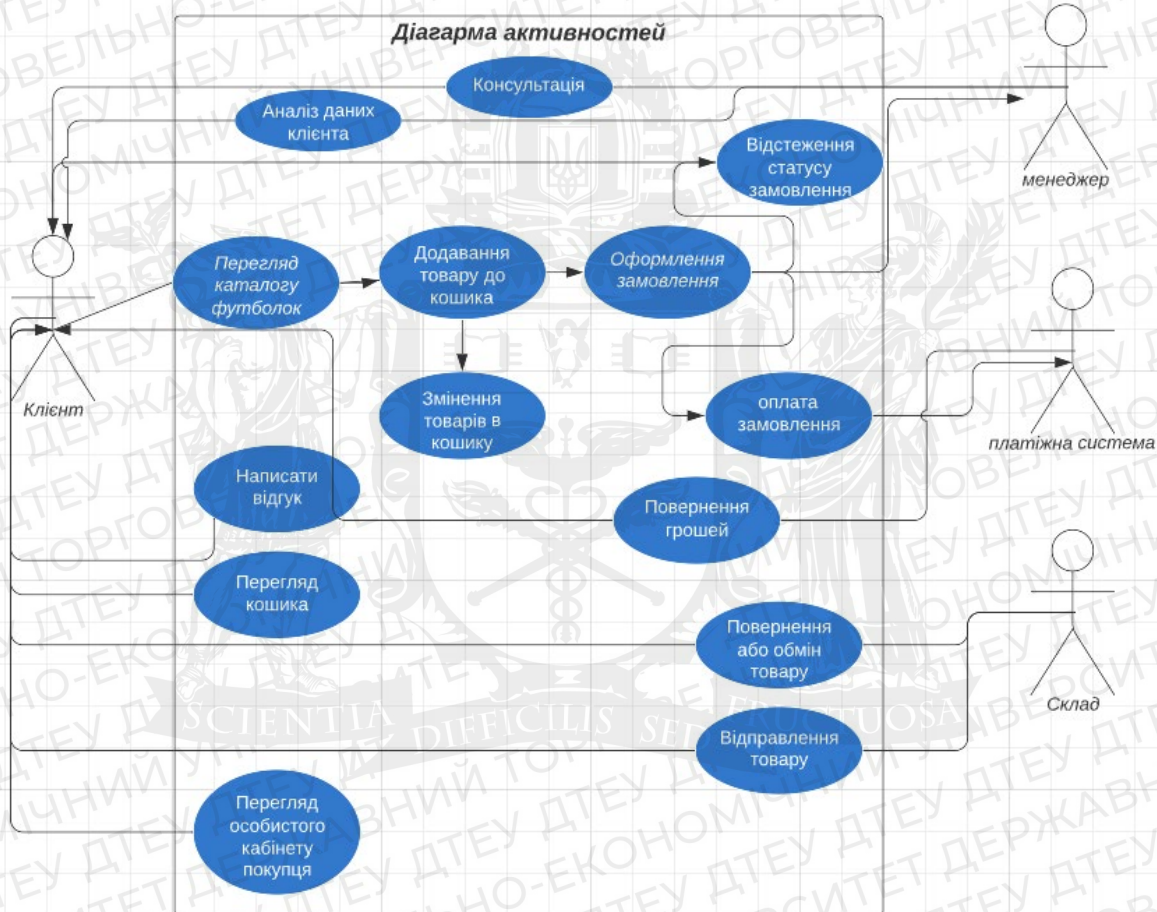 Діагарма активностей
Консультація
Аналіз даних
клієнта
Відстеження
статусу
замовлення
менеджер
Перегляд
каталогу
футболок
Додавання
товару до
кошика
Оформлення
замовлення
Клієнт
Змінення
товарів в
кошику
оплата
замовлення
платіжна система
Написати
відгук
Повернення
грошей
Перегляд
кошика
Повернення
або обмін
товару
Склад
SCIENTIA DIFFICILIS SED FRUCTUOSA
Відправлення
товару
Перегляд
особистого
кабінету
покупця